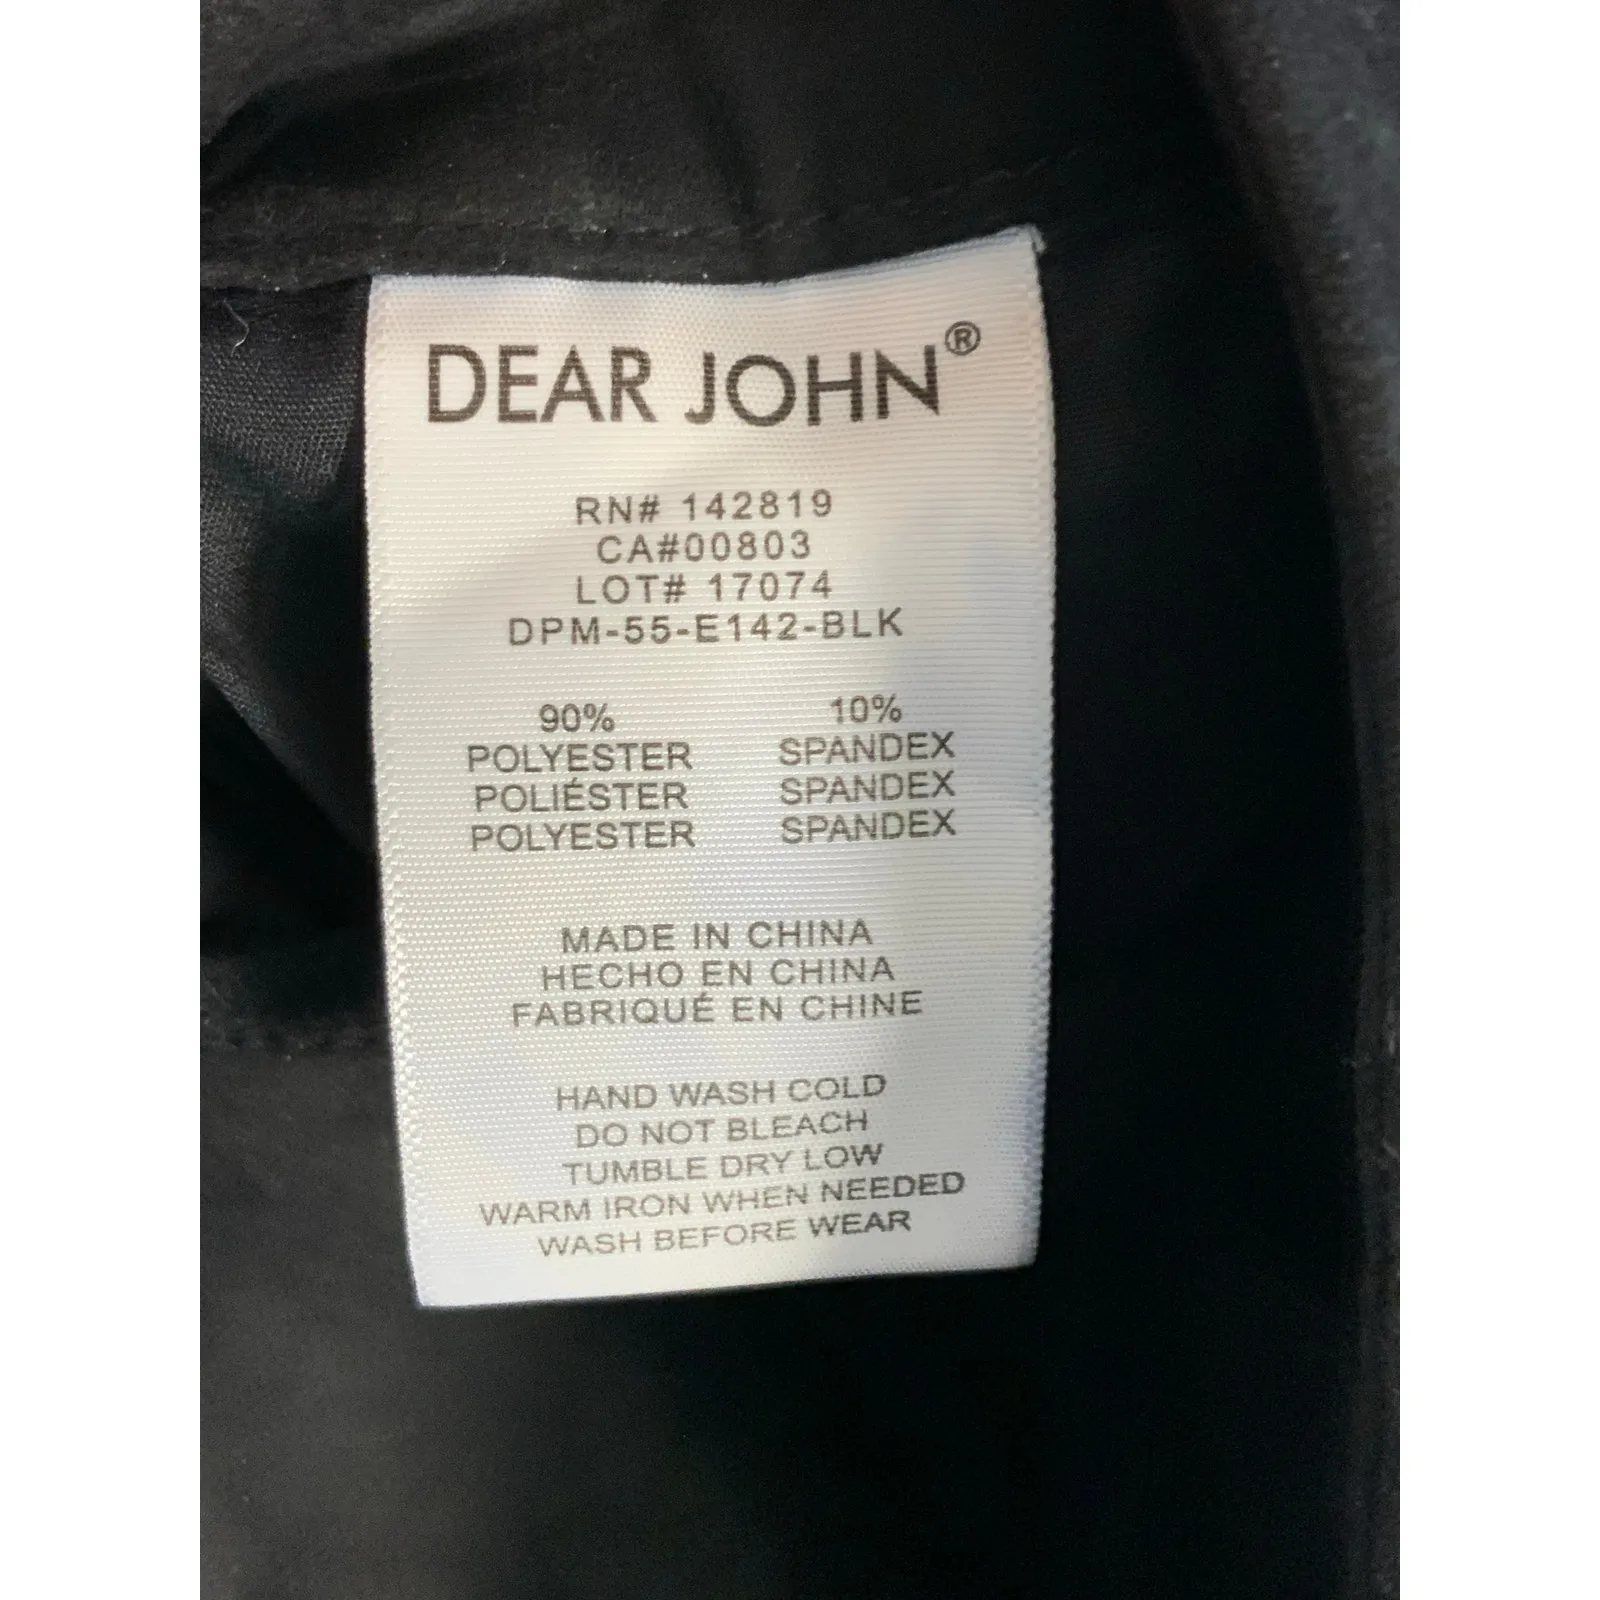 DEAR JOHN®
RN# 142819
CA#00803
LOT# 17074
DPM-55-E142-BLK
90% 10%
POLYESTER SPANDEX
POLIÉSTER SPANDEX
POLYESTER SPANDEX
MADE IN CHINA
HECHO EN CHINA
FABRIQUÉ EN CHINE
HAND WASH COLD
DO NOT BLEACH
TUMBLE DRY LOW
WARM IRON WHEN NEEDED
WASH BEFORE WEAR